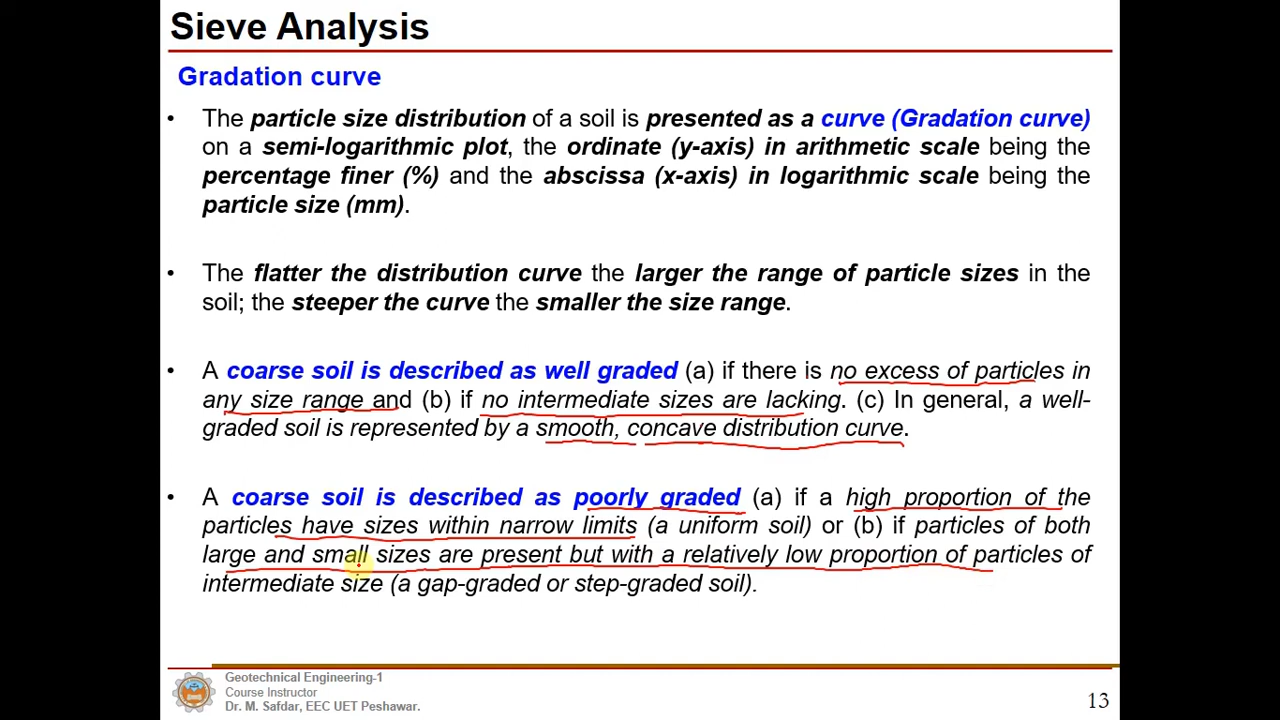 Sieve Analysis
Gradation curve
• The particle size distribution of a soil is presented as a curve (Gradation curve)
on a semi-logarithmic plot, the ordinate (y-axis) in arithmetic scale being the
percentage finer (%) and the abscissa (x-axis) in logarithmic scale being the
particle size (mm).
• The flatter the distribution curve the larger the range of particle sizes in the
soil; the steeper the curve the smaller the size range.
• A coarse soil is described as well graded (a) if there is no excess of particles in
any size range and (b) if no intermediate sizes are lacking. (c) In general, a well-
graded soil is represented by a smooth, concave distribution curve.
• A coarse soil is described as poorly graded (a) if a high proportion of the
particles have sizes within narrow limits (a uniform soil) or (b) if particles of both
large and small sizes are present but with a relatively low proportion of particles of
intermediate size (a gap-graded or step-graded soil).
Geotechnical Engineering-1
Course Instructor
Dr. M. Safdar, EEC UET Peshawar.
13